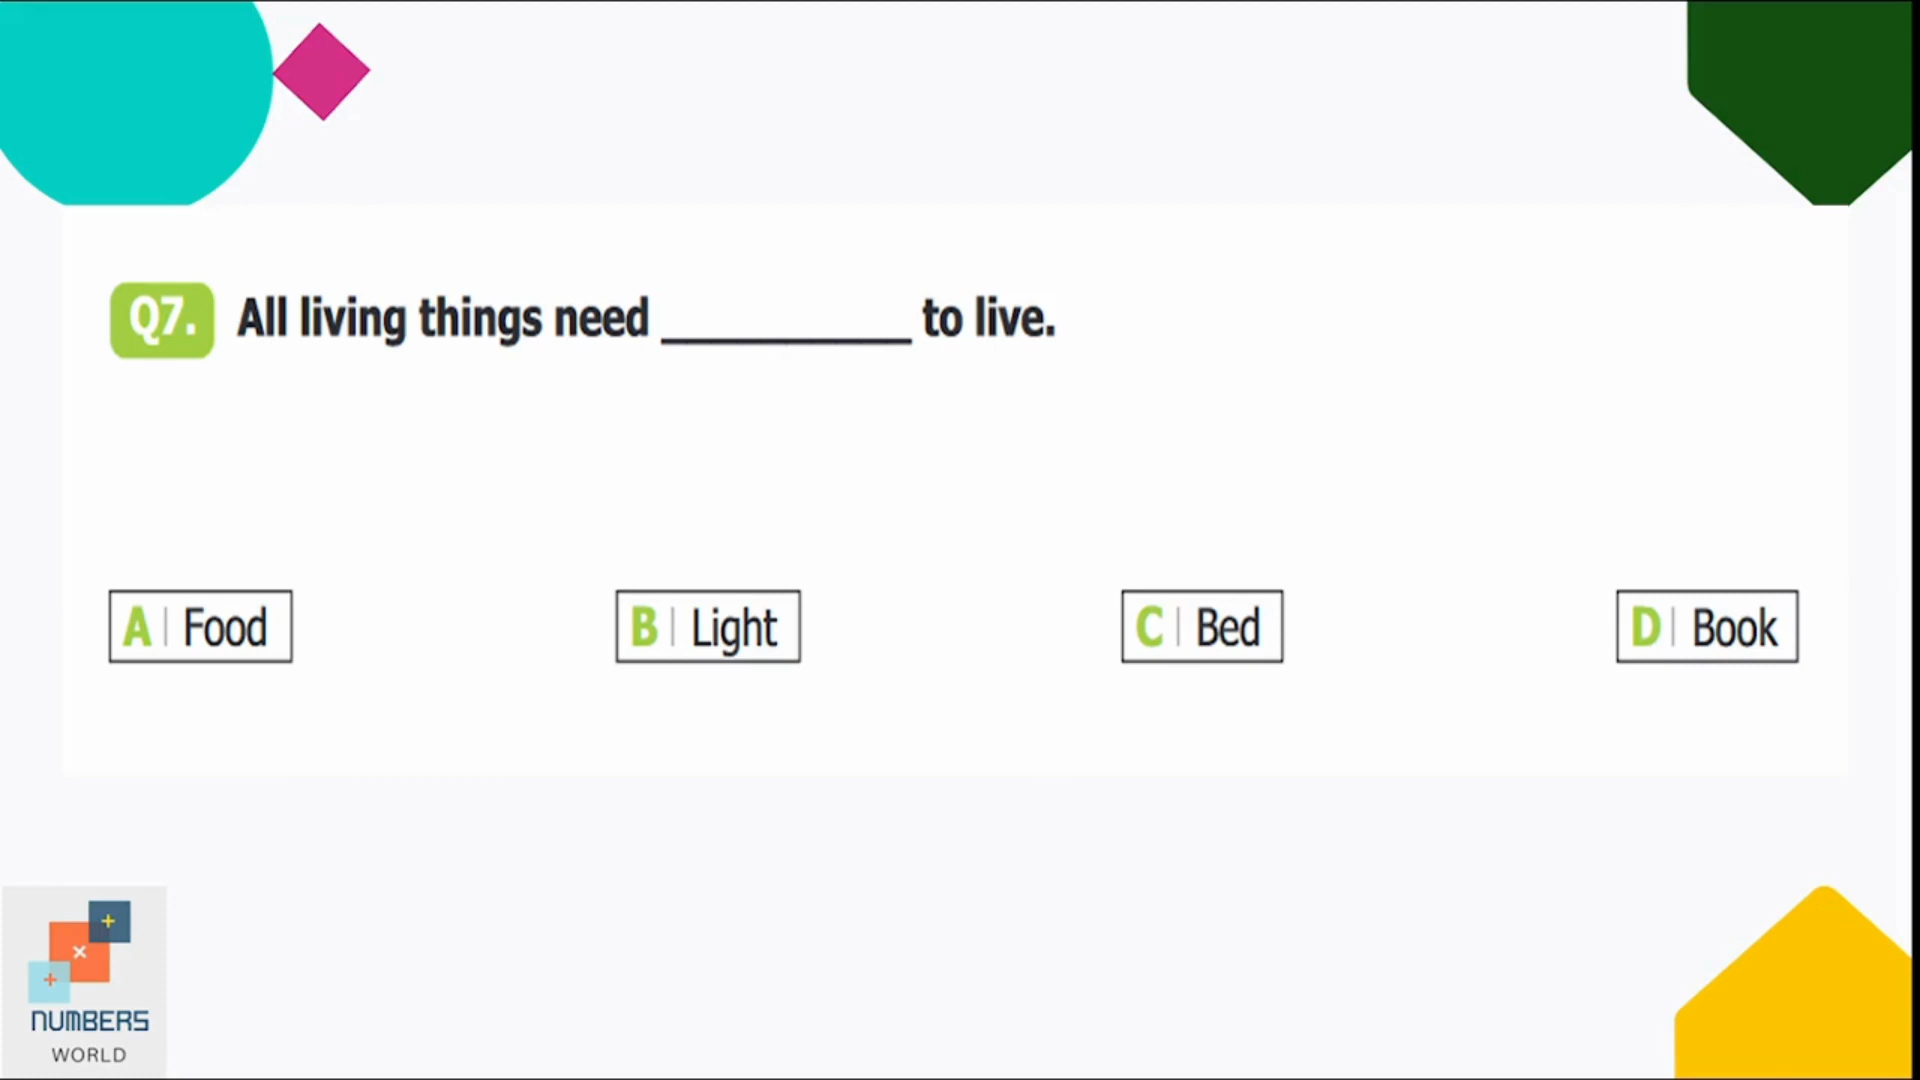 Q7. All living things need __________ to live.
A | Food
B | Light
C | Bed
D | Book
+
×
+
NUMBERS
WORLD